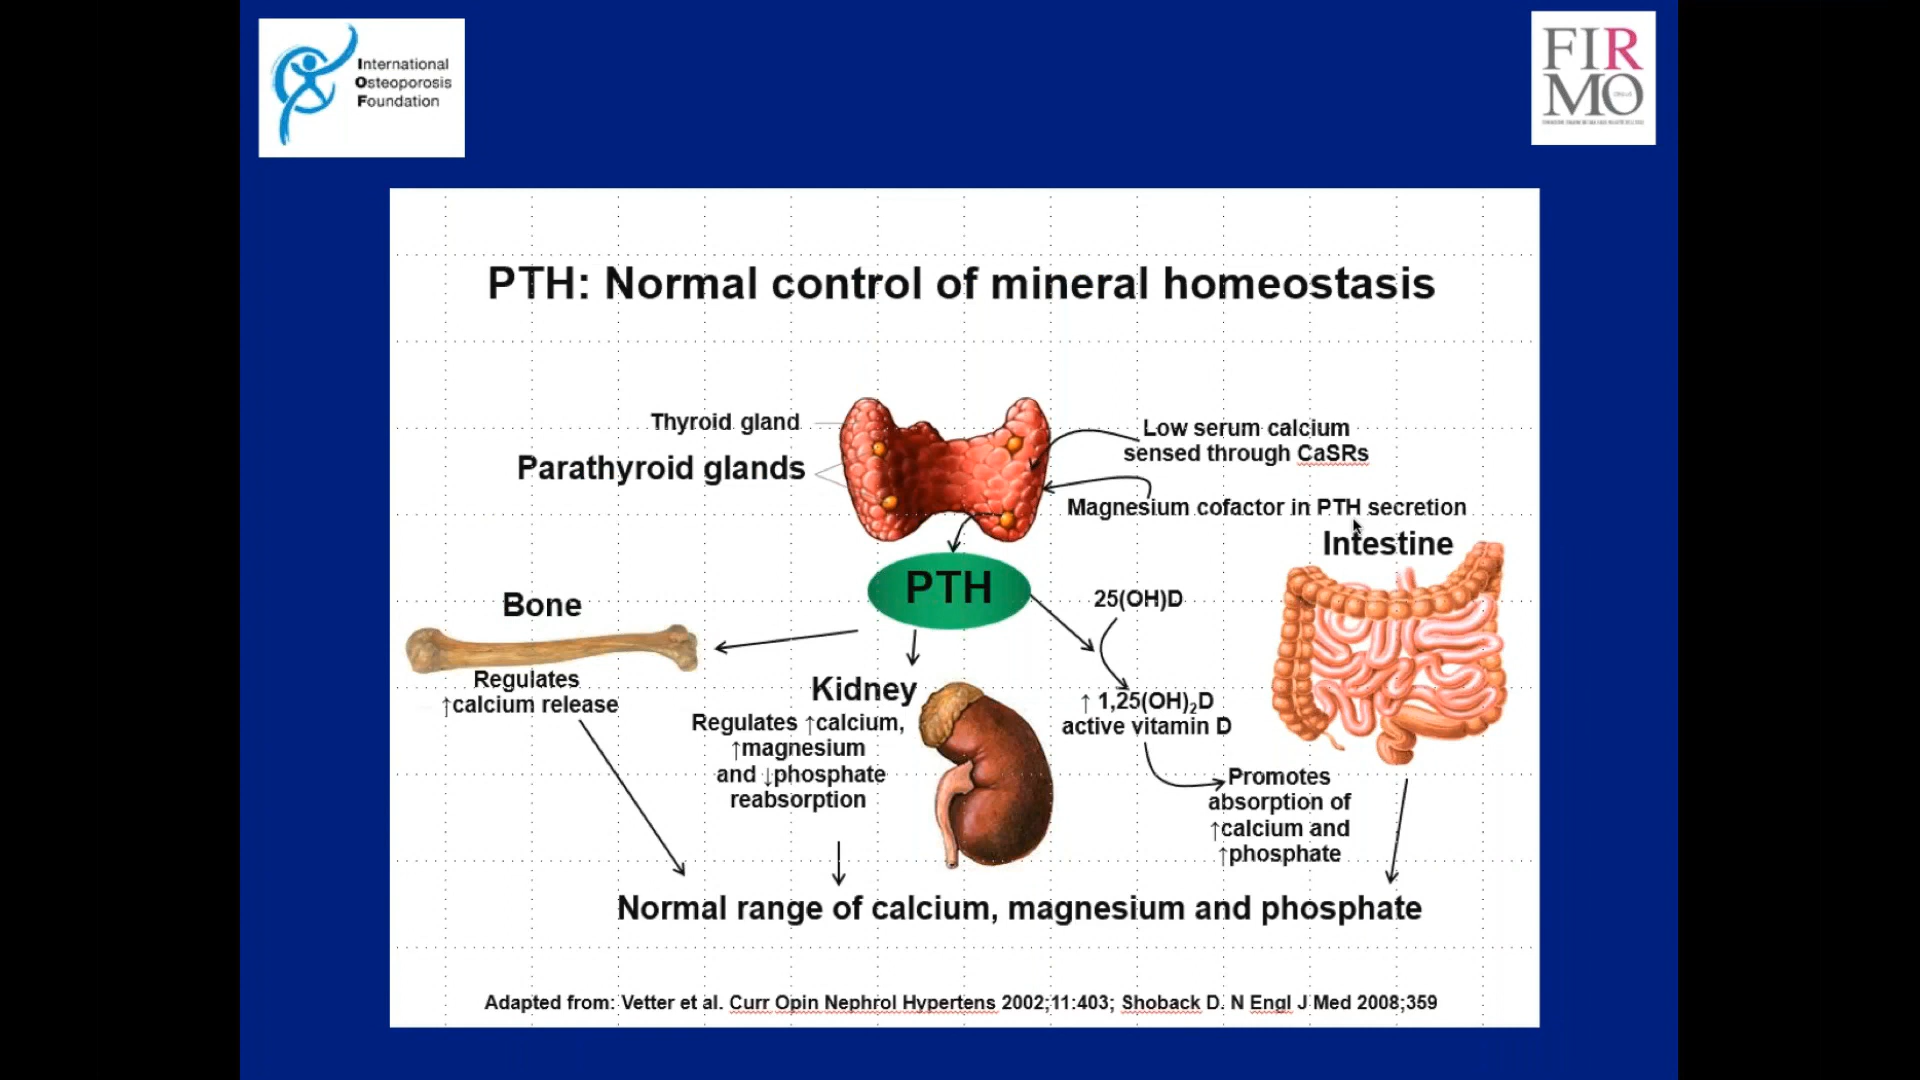 International
Osteoporosis
Foundation
FIR
MO
PTH: Normal control of mineral homeostasis
Thyroid gland
Parathyroid glands
Low serum calcium
sensed through CaSRs
Magnesium cofactor in PTH secretion
Intestine
PTH
25(OH)D
Bone
Regulates
↑calcium release
Kidney
Regulates ↑calcium,
↑magnesium
and ↓phosphate
reabsorption
↑ 1,25(OH)₂D
active vitamin D
Promotes
absorption of
↑calcium and
↑phosphate
Normal range of calcium, magnesium and phosphate
Adapted from: Vetter et al. Curr Opin Nephrol Hypertens 2002;11:403; Shoback D. N Engl J Med 2008;359